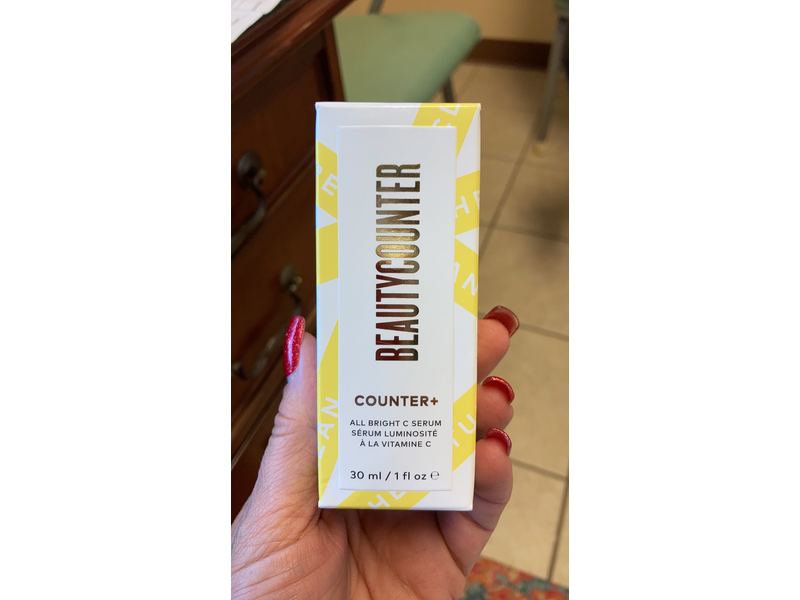 BEAUTYCOUNTER
COUNTER+
ALL BRIGHT C SERUM
SÉRUM LUMINOSITÉ
À LA VITAMINE C
30 ml / 1 fl oz ℮